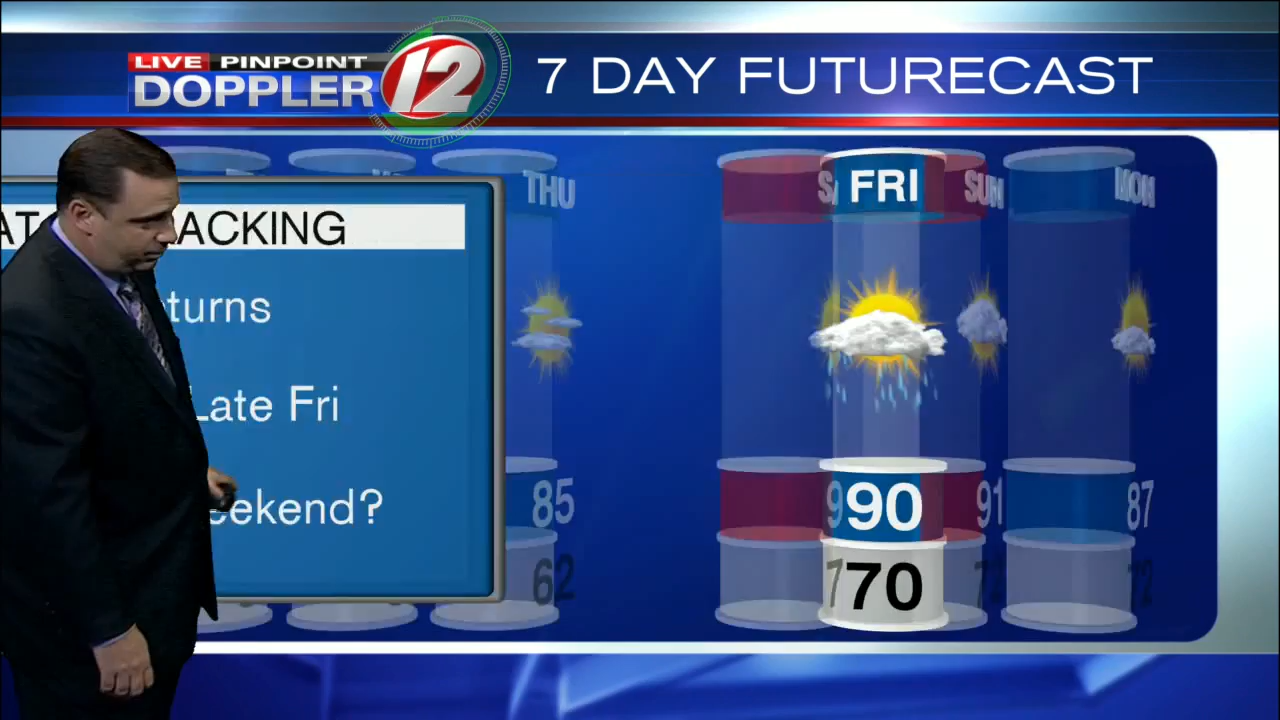 LIVE PINPOINT
DOPPLER 12
7 DAY FUTURECAST
THU
FRI
SUN
MON
ACKING
turns
Late Fri
eekend?
85
90
91
87
62
70
72